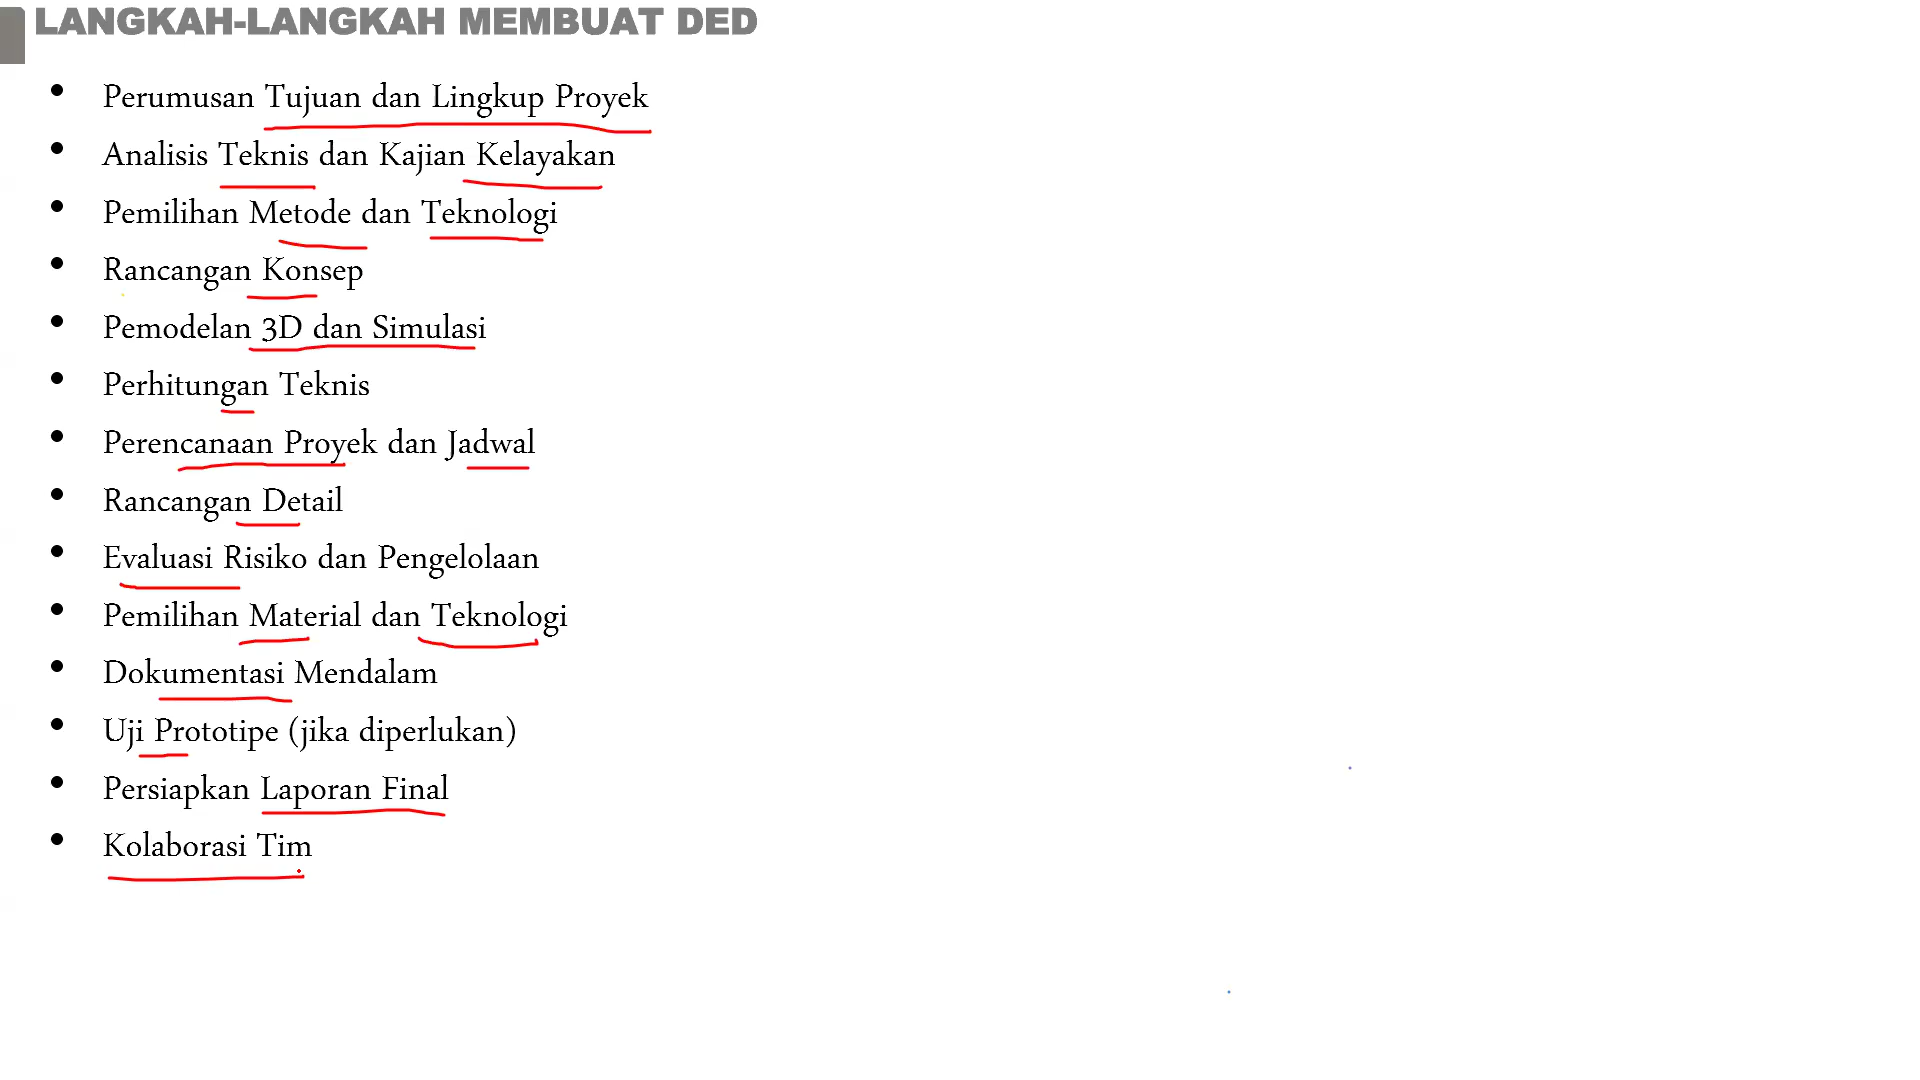 LANGKAH-LANGKAH MEMBUAT DED
• Perumusan Tujuan dan Lingkup Proyek
• Analisis Teknis dan Kajian Kelayakan
• Pemilihan Metode dan Teknologi
• Rancangan Konsep
• Pemodelan 3D dan Simulasi
• Perhitungan Teknis
• Perencanaan Proyek dan Jadwal
• Rancangan Detail
• Evaluasi Risiko dan Pengelolaan
• Pemilihan Material dan Teknologi
• Dokumentasi Mendalam
• Uji Prototipe (jika diperlukan)
• Persiapkan Laporan Final
• Kolaborasi Tim